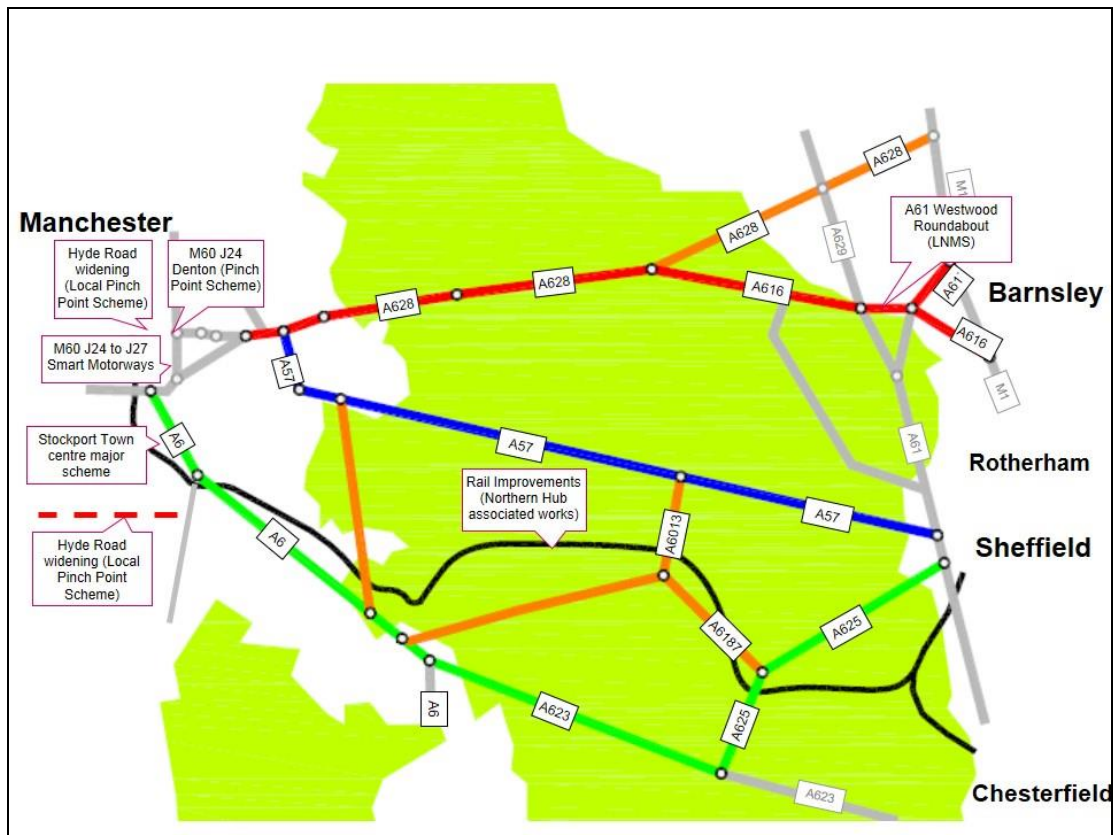 Manchester
Hyde Road
widening
(Local Pinch
Point Scheme)
M60 J24
Denton (Pinch
Point Scheme)
M60 J24 to J27
Smart Motorways
Stockport Town
centre major
scheme
Hyde Road
widening (Local
Pinch Point
Scheme)
A628
A628
A628
A628
A616
A629
M1
A61 Westwood
Roundabout
(LNMS)
A61
A616
M1
Barnsley
A57
A57
A57
A61
Rotherham
Sheffield
Rail Improvements
(Northern Hub
associated works)
A6
A6
A6013
A6187
A625
A625
A6
A623
A623
Chesterfield